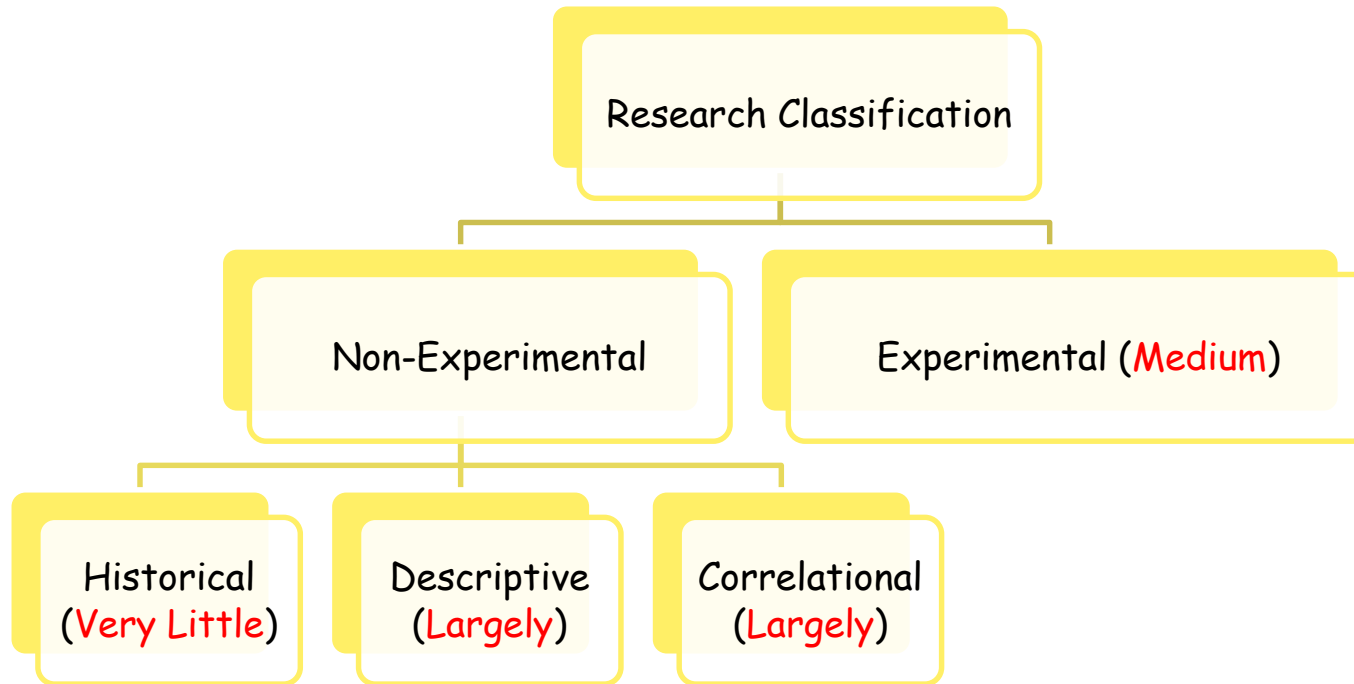 Research Classification
Non-Experimental
Experimental (Medium)
Historical
(Very Little)
Descriptive
(Largely)
Correlational
(Largely)